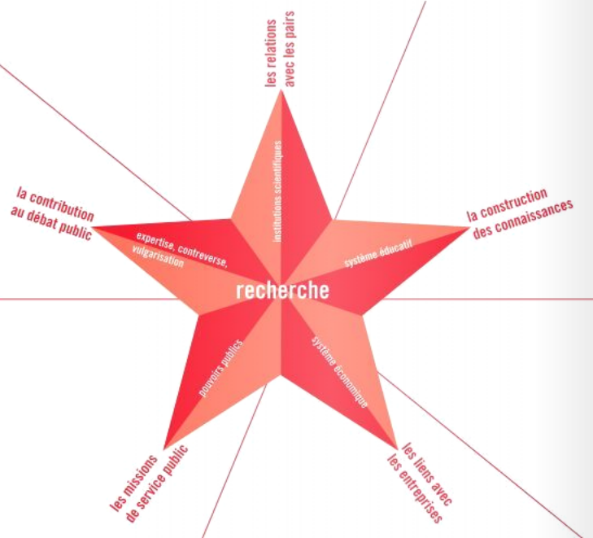 les relations
avec les pairs
institutions scientifiques
la construction
des connaissances
système éducatif
la contribution
au débat public
expertise, controverse,
vulgarisation
recherche
pouvoirs publics
système économique
les missions
de service public
les liens avec
les entreprises